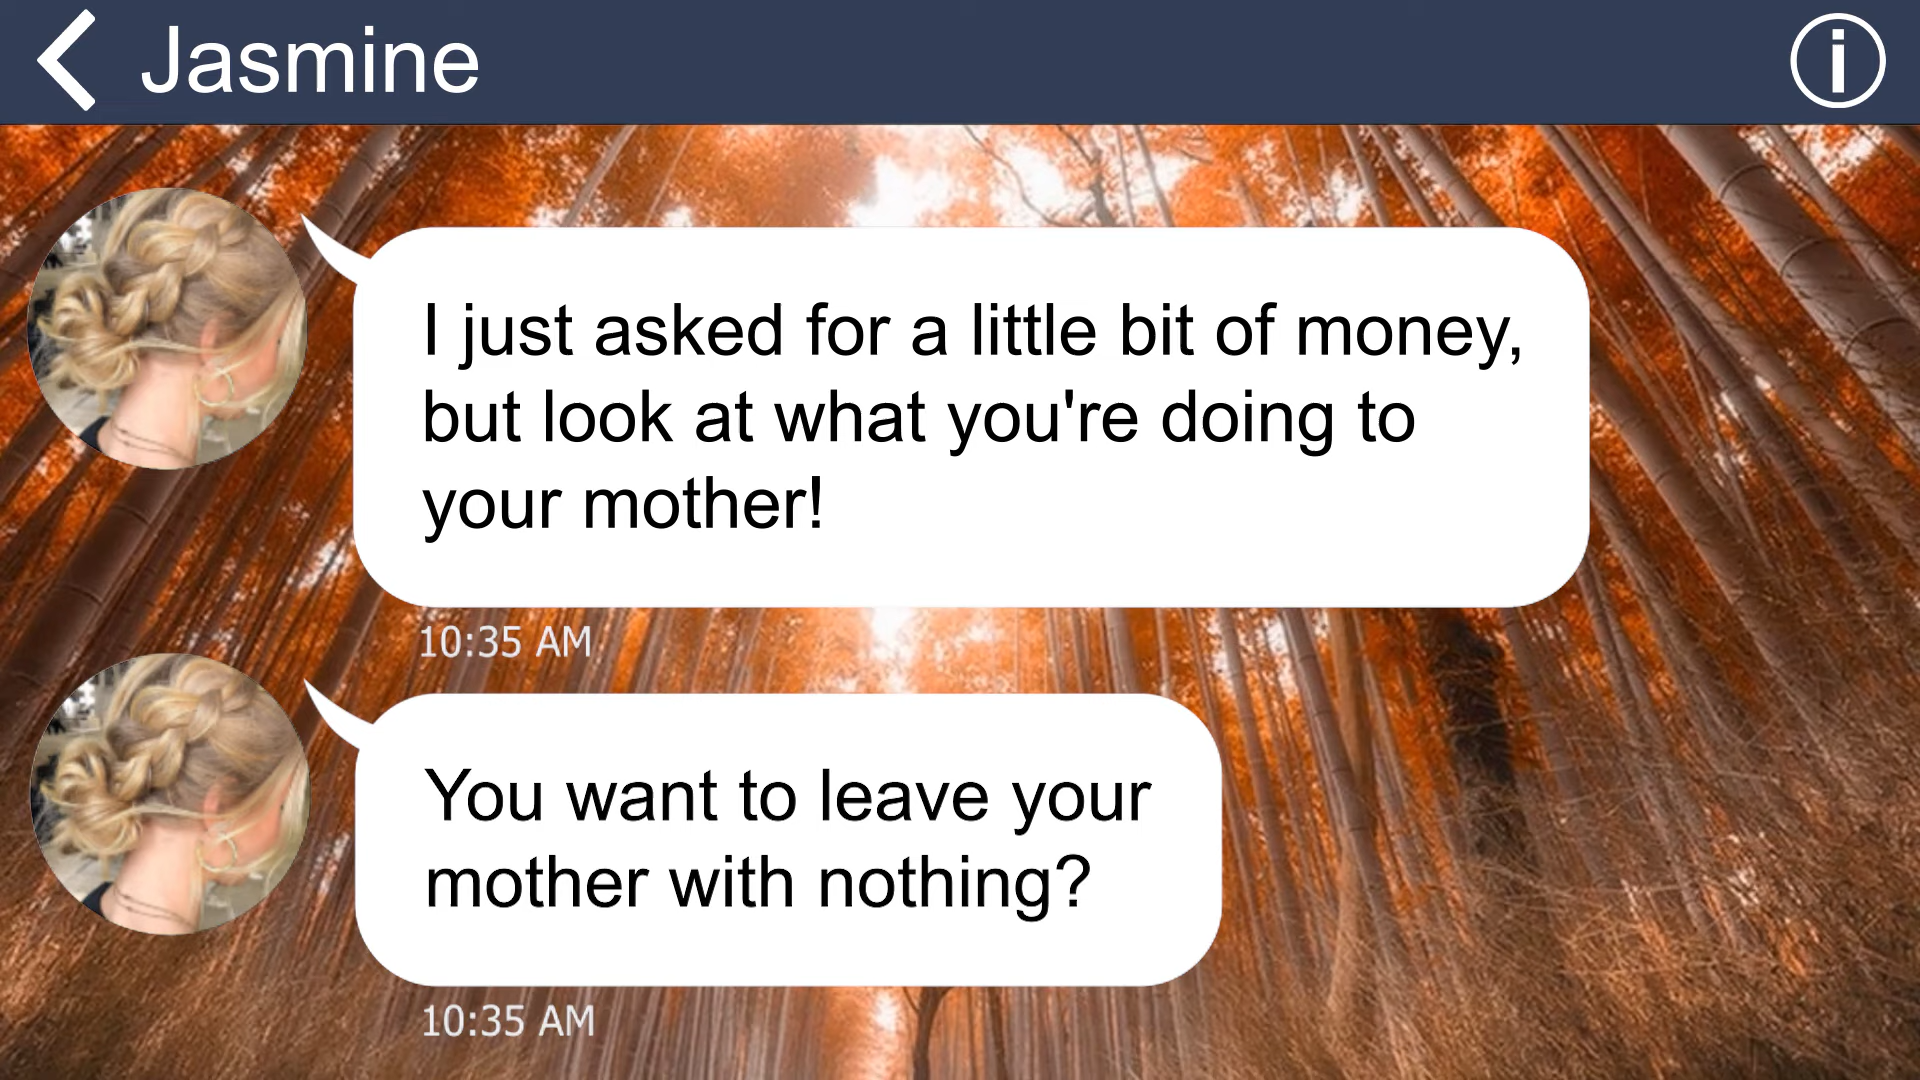 Jasmine
I just asked for a little bit of money,
but look at what you're doing to
your mother!
10:35 AM
You want to leave your
mother with nothing?
10:35 AM